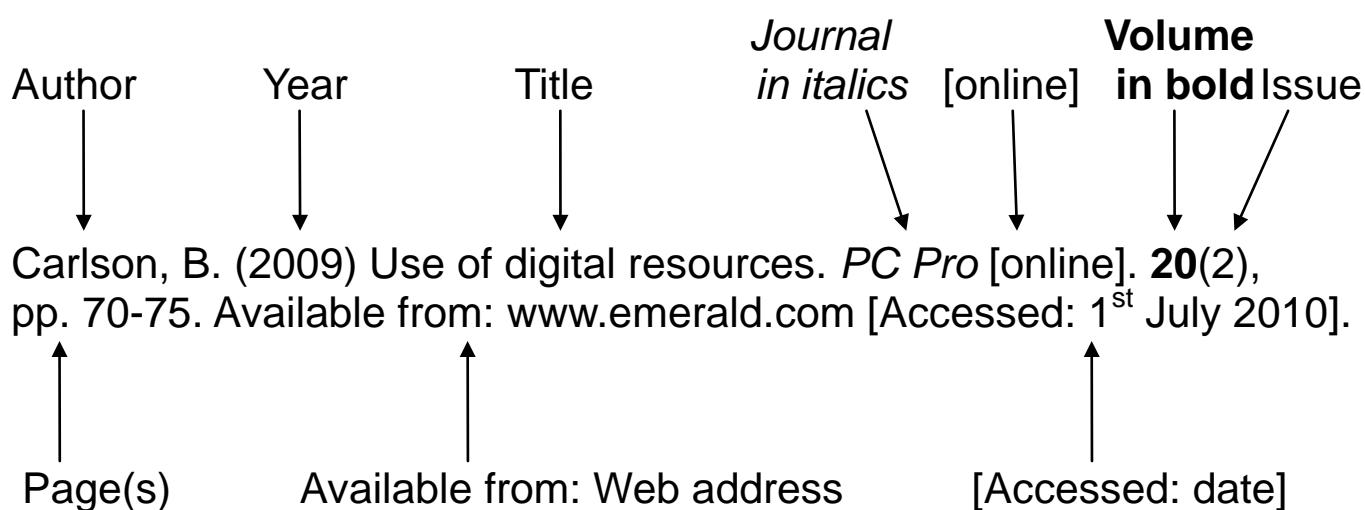 Journal Volume
Author Year Title in italics [online] in bold Issue
Carlson, B. (2009) Use of digital resources. PC Pro [online]. 20(2),
pp. 70-75. Available from: www.emerald.com [Accessed: 1st July 2010].
Page(s) Available from: Web address [Accessed: date]